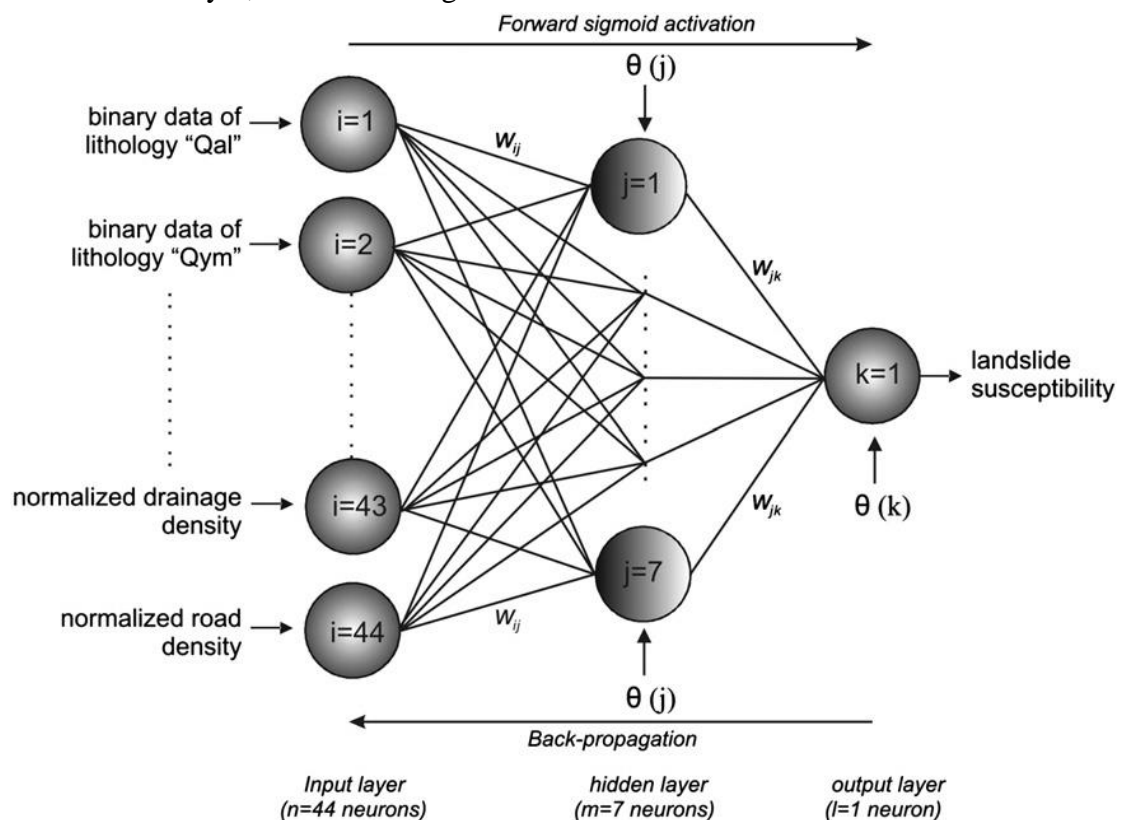 Forward sigmoid activation
θ (j)
binary data of
lithology “Qal”
i=1
W_ij
j=1
binary data of
lithology “Qym”
i=2
W_jk
k=1
landslide
susceptibility
θ (k)
normalized drainage
density
i=43
W_jk
j=7
normalized road
density
i=44
W_ij
θ (j)
Back-propagation
Input layer
(n=44 neurons)
hidden layer
(m=7 neurons)
output layer
(l=1 neuron)